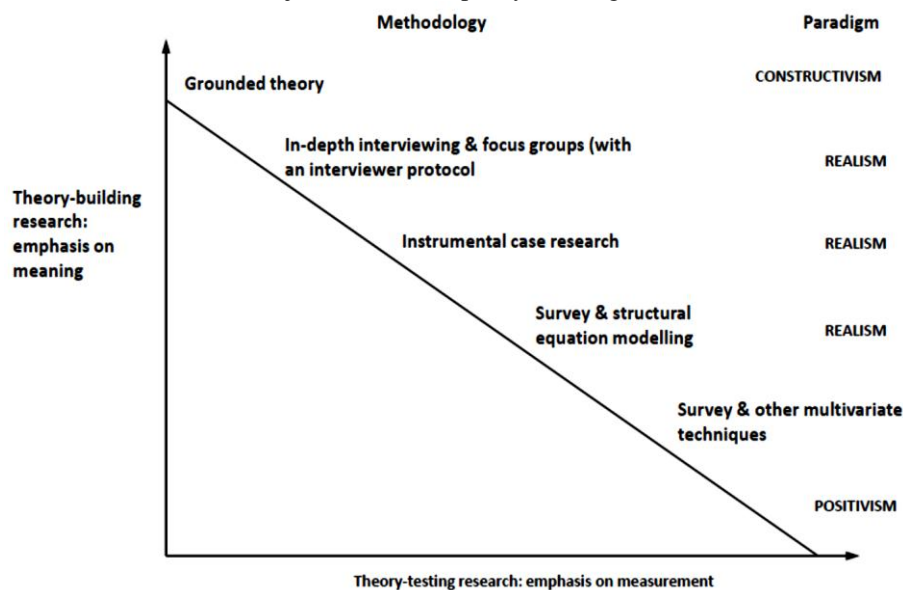 Methodology Paradigm
Grounded theory
CONSTRUCTIVISM
In-depth interviewing & focus groups (with
an interviewer protocol
REALISM
Theory-building
research:
emphasis on
meaning
Instrumental case research
REALISM
Survey & structural
equation modelling
REALISM
Survey & other multivariate
techniques
POSITIVISM
Theory-testing research: emphasis on measurement